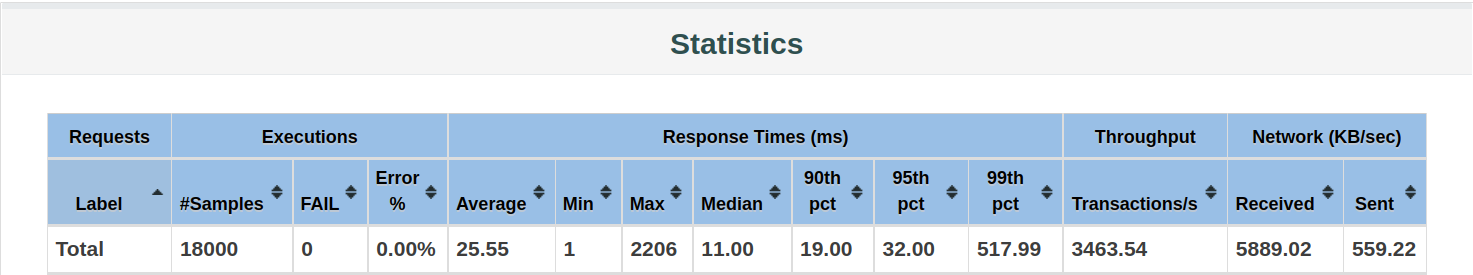 Statistics
Requests Executions Response Times (ms) Throughput Network (KB/sec)
Label #Samples FAIL Error % Average Min Max Median 90th pct 95th pct 99th pct Transactions/s Received Sent
Total 18000 0 0.00% 25.55 1 2206 11.00 19.00 32.00 517.99 3463.54 5889.02 559.22